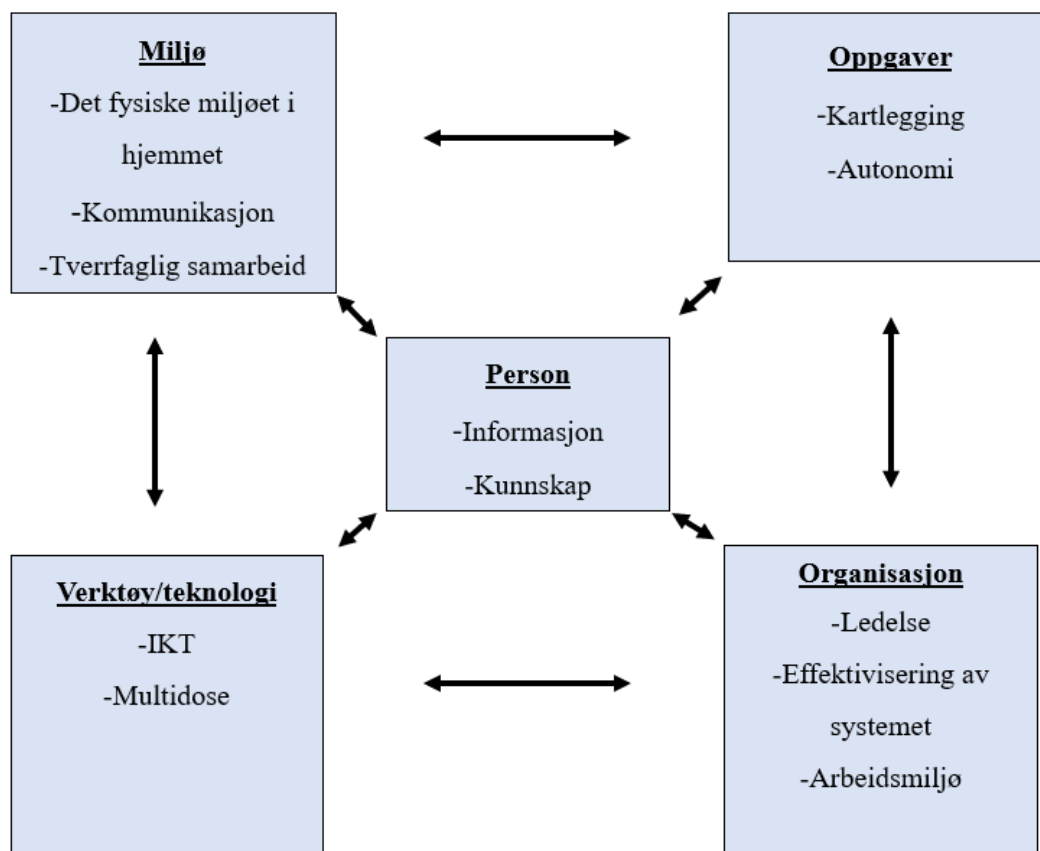 Miljø
-Det fysiske miljøet i
hjemmet
-Kommunikasjon
-Tverrfaglig samarbeid
Oppgaver
-Kartlegging
-Autonomi
Person
-Informasjon
-Kunnskap
Verktøy/teknologi
-IKT
-Multidose
Organisasjon
-Ledelse
-Effektivisering av
systemet
-Arbeidsmiljø